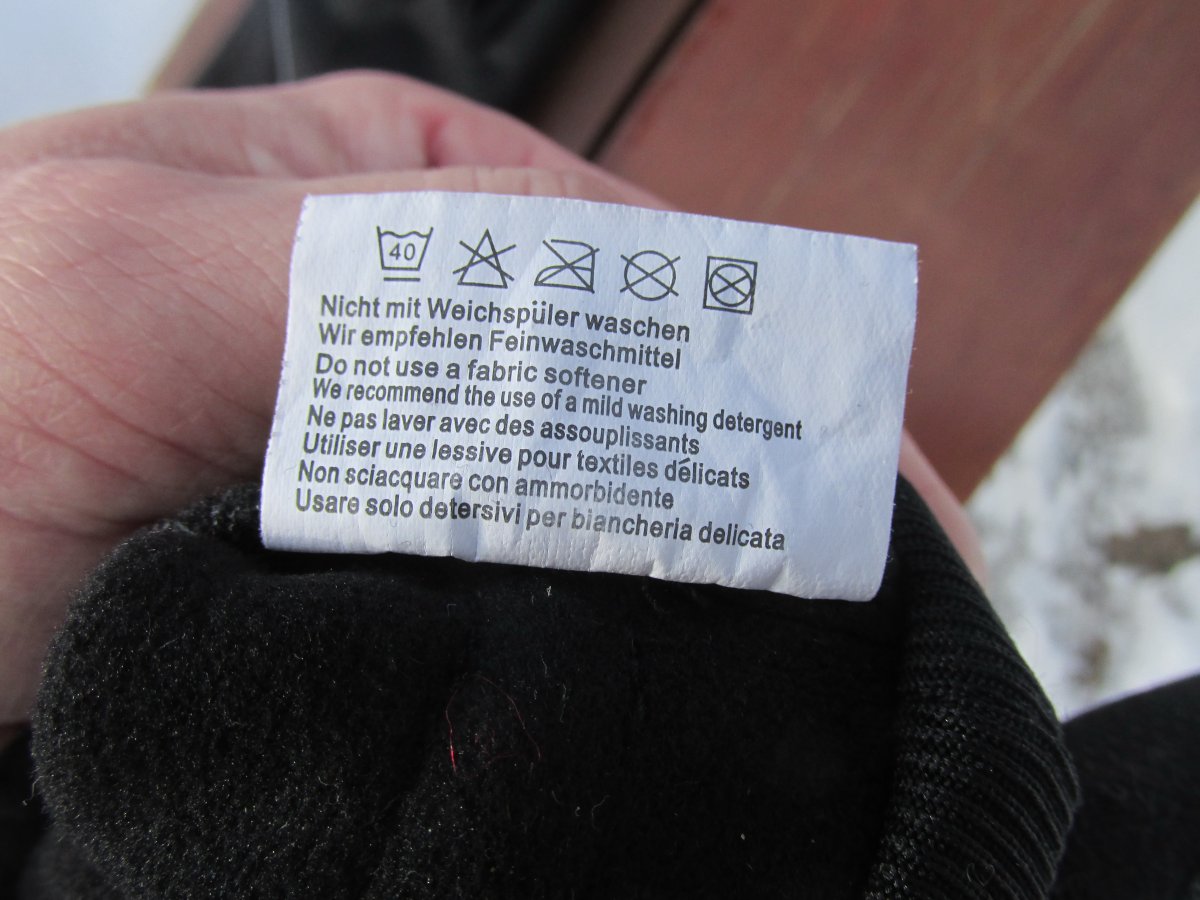 40
Nicht mit Weichspüler waschen
Wir empfehlen Feinwaschmittel
Do not use a fabric softener
We recommend the use of a mild washing detergent
Ne pas laver avec des assouplissants
Utiliser une lessive pour textiles délicats
Non sciacquare con ammorbidente
Usare solo detersivi per biancheria delicata